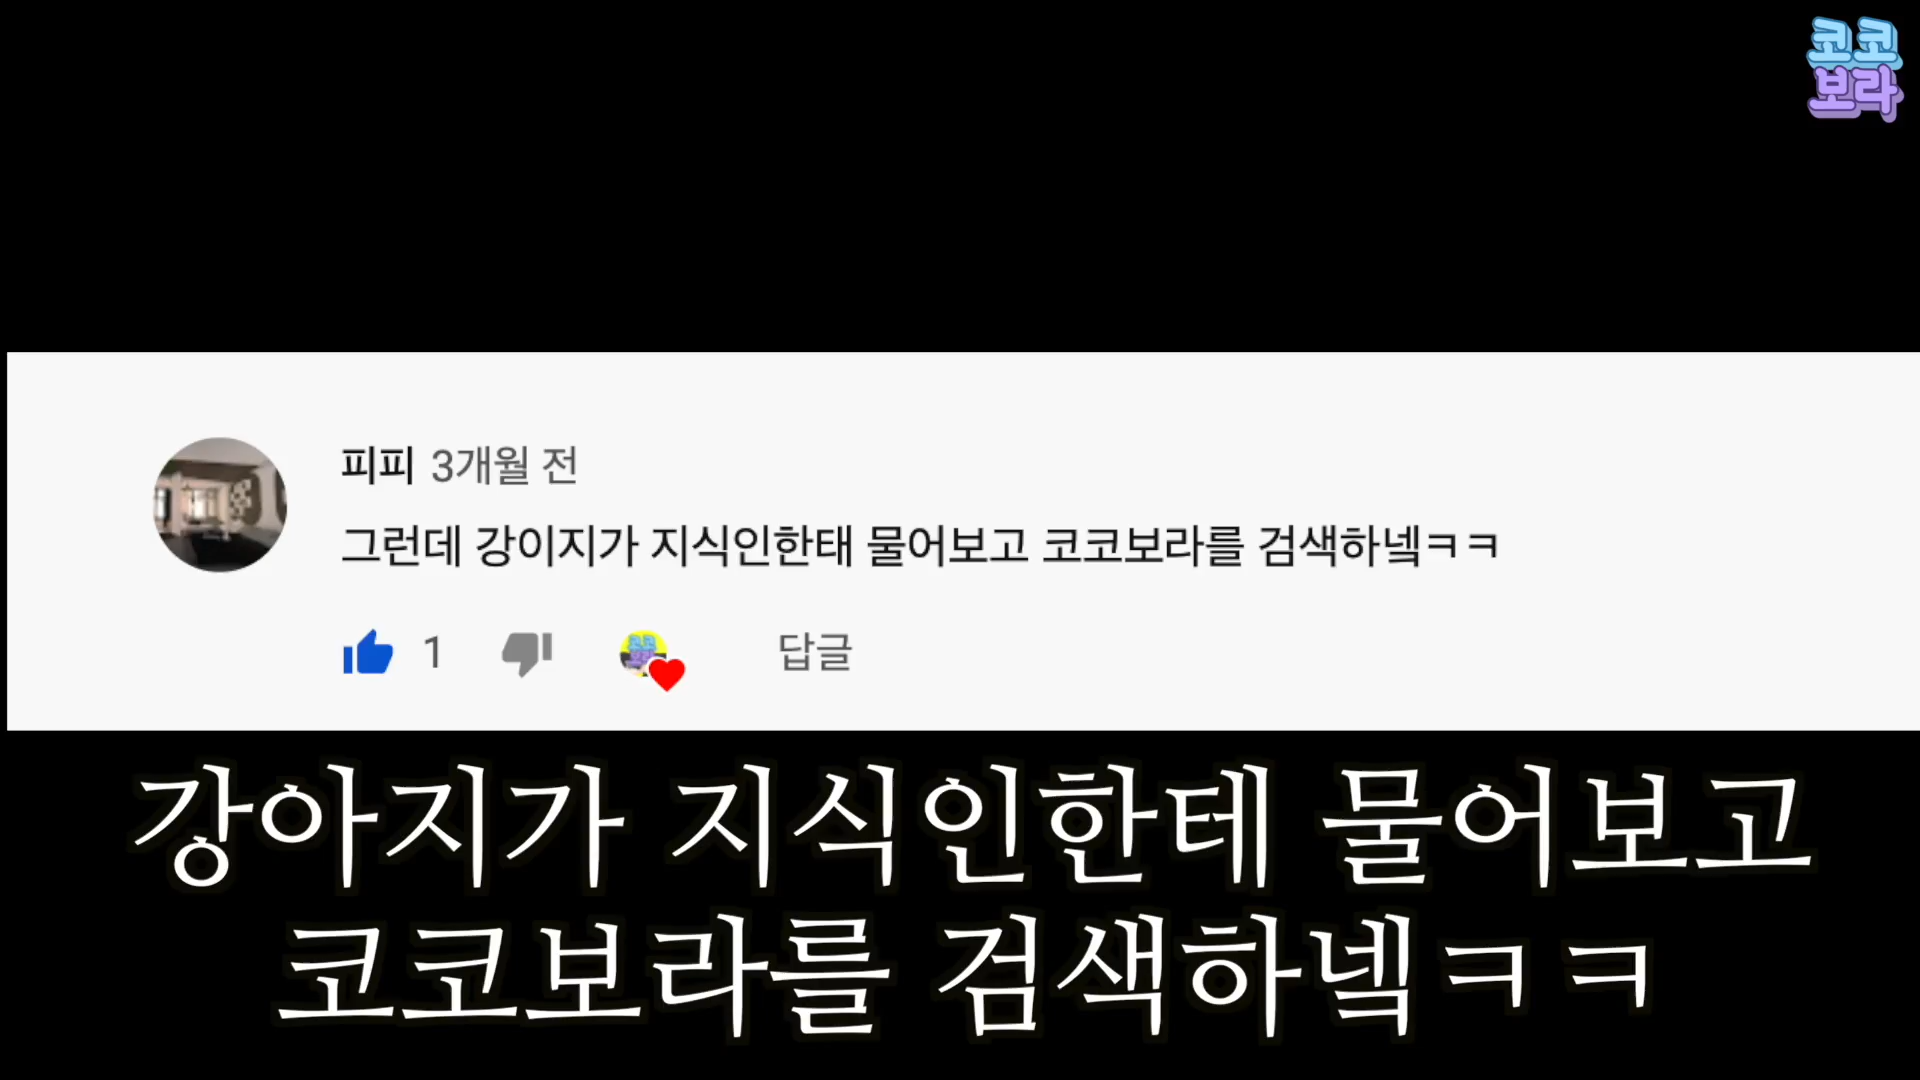 코코
보라
피피 3개월 전
그런데 강이지가 지식인한태 물어보고 코코보라를 검색하넼ㅋㅋ
1 답글
강아지가 지식인한테 물어보고
코코보라를 검색하넼ㅋㅋ